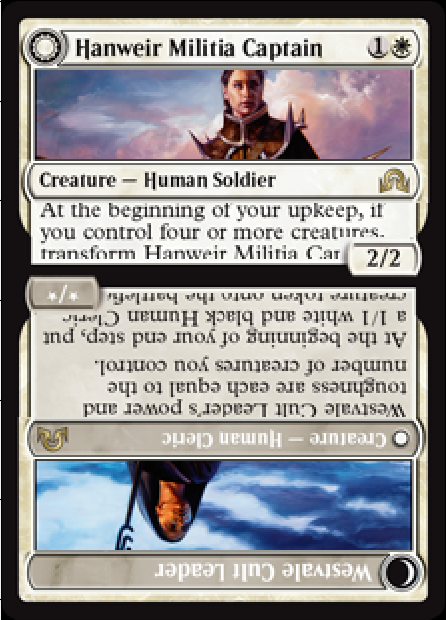 Hanweir Militia Captain 1
Creature — Human Soldier
At the beginning of your upkeep, if
you control four or more creatures,
transform Hanweir Militia
2/2
Westvale Cult Leader
Creature — Human Cleric
Westvale Cult Leader's power and
toughness are each equal to the
number of creatures you control.
At the beginning of your end step, put
a 1/1 white and black Human Cleric
creature token onto the
*/*